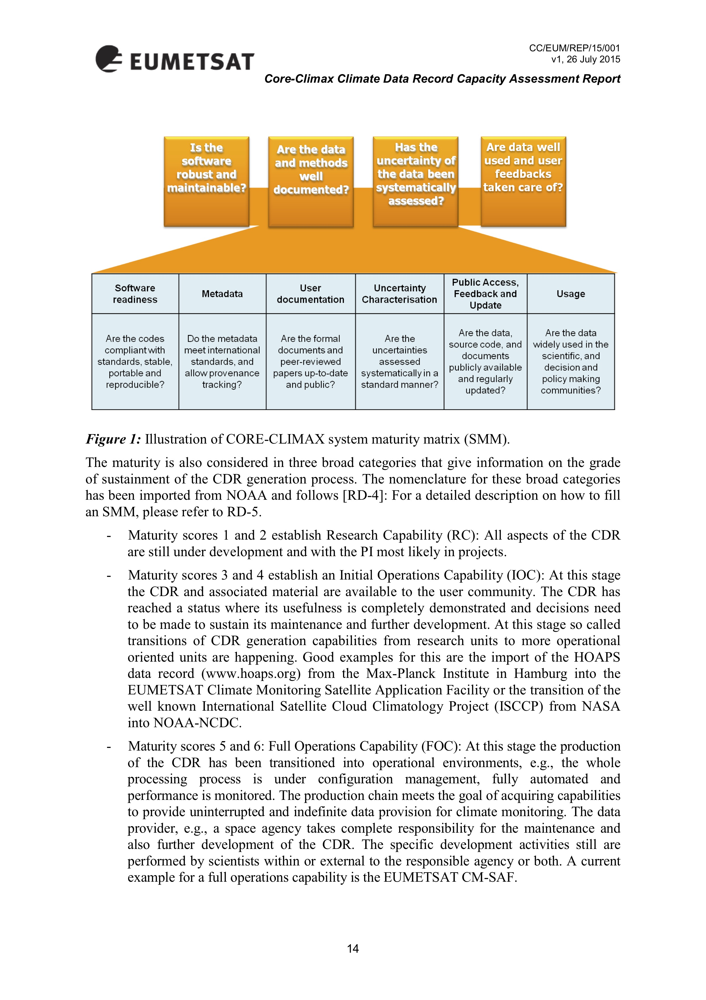 EUMETSAT
CC/EUM/REP/15/001
v1, 26 July 2015
Core-Climax Climate Data Record Capacity Assessment Report
Is the
software
robust and
maintainable?
Are the data
and methods
well
documented?
Has the
uncertainty of
the data been
systematically
assessed?
Are data well
used and user
feedbacks
taken care of?
Software
readiness
Metadata
User
documentation
Uncertainty
Characterisation
Public Access,
Feedback and
Update
Usage
Are the codes
compliant with
standards, stable,
portable and
reproducible?
Do the metadata
meet international
standards, and
allow provenance
tracking?
Are the formal
documents and
peer-reviewed
papers up-to-date
and public?
Are the
uncertainties
assessed
systematically in a
standard manner?
Are the data,
source code, and
documents
publicly available
and regularly
updated?
Are the data
widely used in the
scientific, and
decision and
policy making
communities?
Figure 1: Illustration of CORE-CLIMAX system maturity matrix (SMM).
The maturity is also considered in three broad categories that give information on the grade
of sustainment of the CDR generation process. The nomenclature for these broad categories
has been imported from NOAA and follows [RD-4]: For a detailed description on how to fill
an SMM, please refer to RD-5.
- Maturity scores 1 and 2 establish Research Capability (RC): All aspects of the CDR
are still under development and with the PI most likely in projects.
- Maturity scores 3 and 4 establish an Initial Operations Capability (IOC): At this stage
the CDR and associated material are available to the user community. The CDR has
reached a status where its usefulness is completely demonstrated and decisions need
to be made to sustain its maintenance and further development. At this stage so called
transitions of CDR generation capabilities from research units to more operational
oriented units are happening. Good examples for this are the import of the HOAPS
data record (www.hoaps.org) from the Max-Planck Institute in Hamburg into the
EUMETSAT Climate Monitoring Satellite Application Facility or the transition of the
well known International Satellite Cloud Climatology Project (ISCCP) from NASA
into NOAA-NCDC.
- Maturity scores 5 and 6: Full Operations Capability (FOC): At this stage the production
of the CDR has been transitioned into operational environments, e.g., the whole
processing process is under configuration management, fully automated and
performance is monitored. The production chain meets the goal of acquiring capabilities
to provide uninterrupted and indefinite data provision for climate monitoring. The data
provider, e.g., a space agency takes complete responsibility for the maintenance and
also further development of the CDR. The specific development activities still are
performed by scientists within or external to the responsible agency or both. A current
example for a full operations capability is the EUMETSAT CM-SAF.
14